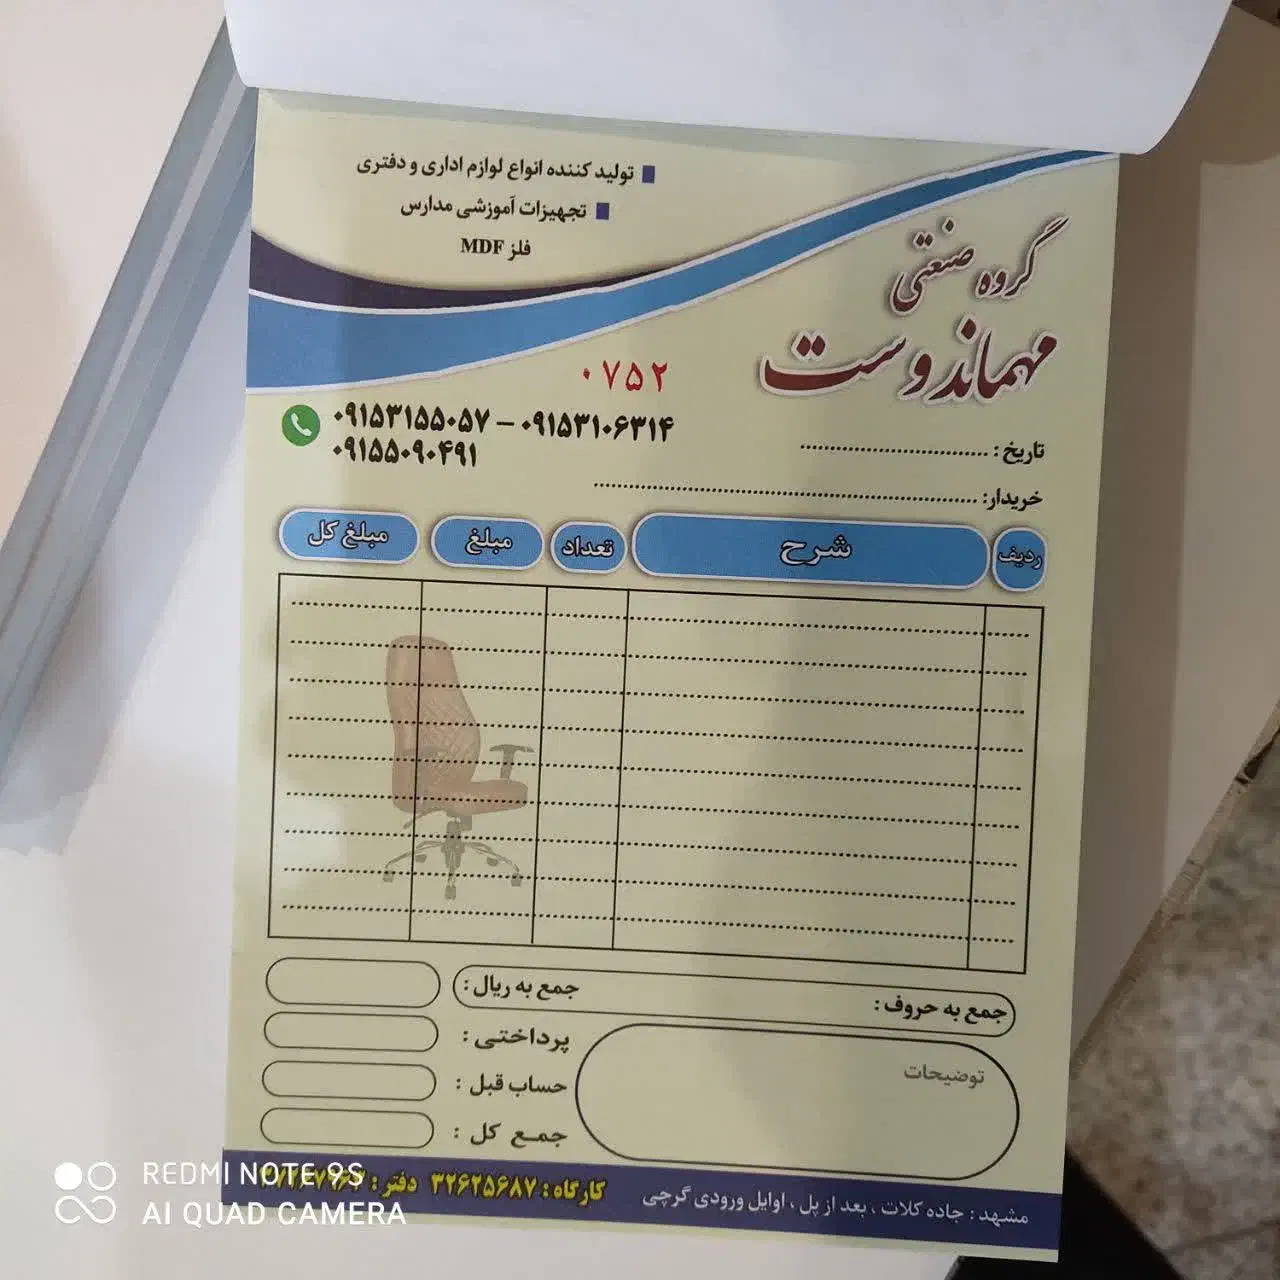 تولید کننده انواع لوازم اداری و دفتری
تجهیزات آموزشی مدارس
فلز MDF
گروه صنعتی
مهماندوست
۰۷۵۲
۰۹۱۵۳۱۵۵۰۵۷ - ۰۹۱۵۳۱۰۶۳۱۴
۰۹۱۵۵۰۹۰۴۹۱
تاریخ :
خریدار:
ردیف شرح تعداد مبلغ مبلغ کل
جمع به حروف : جمع به ریال :
پرداختی :
توضیحات
حساب قبل :
جمع کل :
مشهد : جاده کلات ، بعد از پل ، اوایل ورودی گرچی کارگاه : ۳۲۶۲۵۶۸۷ دفتر :
REDMI NOTE 9S
AI QUAD CAMERA